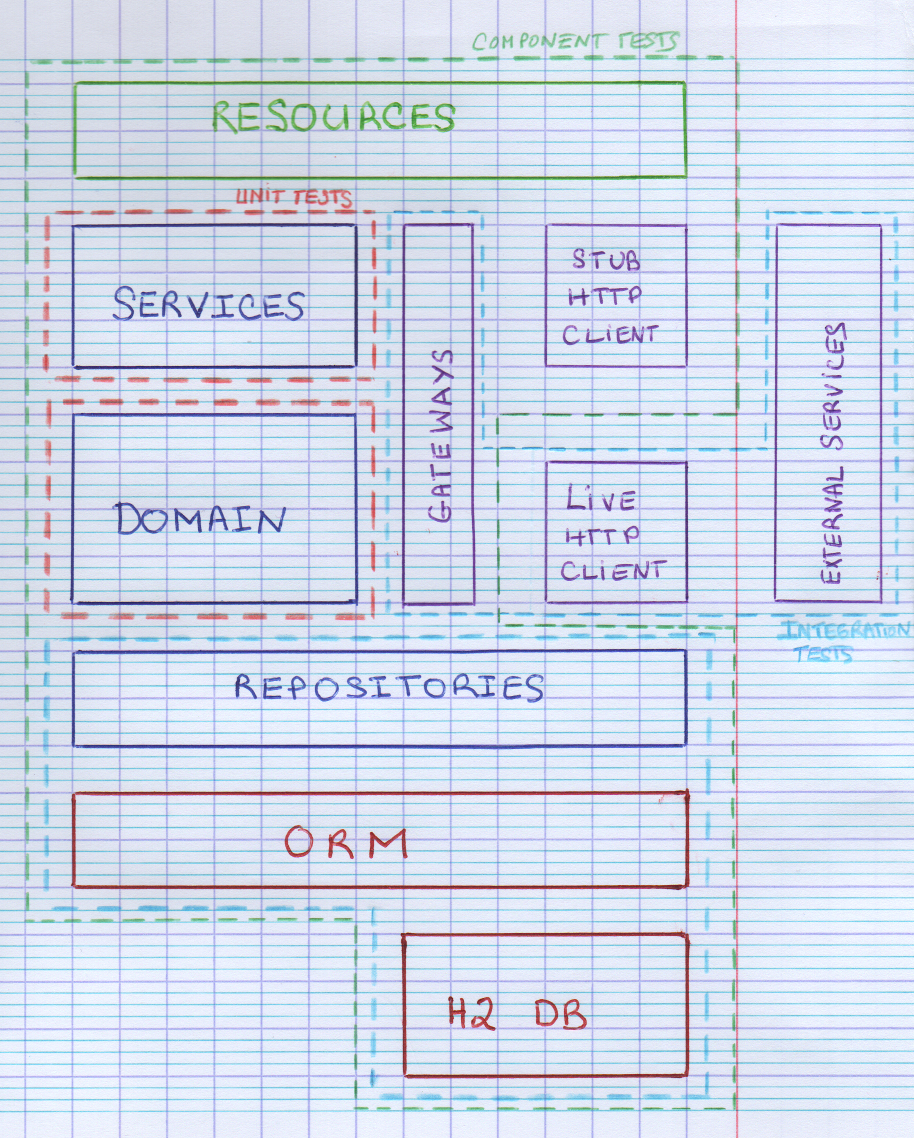 COMPONENT TESTS
RESOURCES
UNIT TESTS
SERVICES
STUB
HTTP
CLIENT
GATEWAYS
EXTERNAL SERVICES
DOMAIN
LIVE
HTTP
CLIENT
INTEGRATION
TESTS
REPOSITORIES
ORM
H2 DB